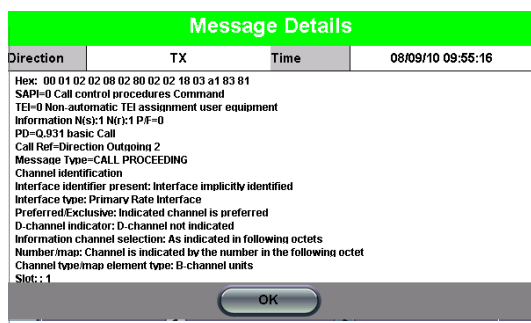 Message Details
Direction TX Time 08/09/10 09:55:16
Hex: 00 01 02 02 08 02 80 02 02 18 03 a1 83 81
SAPI=0 Call control procedures Command
TEI=0 Non-automatic TEI assignment user equipment
Information N(s):1 N(r):1 P/F=0
PD=Q.931 basic Call
Call Ref=Direction Outgoing 2
Message Type=CALL PROCEEDING
Channel identification
Interface identifier present: Interface implicitly identified
Interface type: Primary Rate Interface
Preferred/Exclusive: Indicated channel is preferred
D-channel indicator: D-channel not indicated
Information channel selection: As indicated in following octets
Number/map: Channel is indicated by the number in the following octet
Channel type/map element type: B-channel units
Slot: : 1
OK